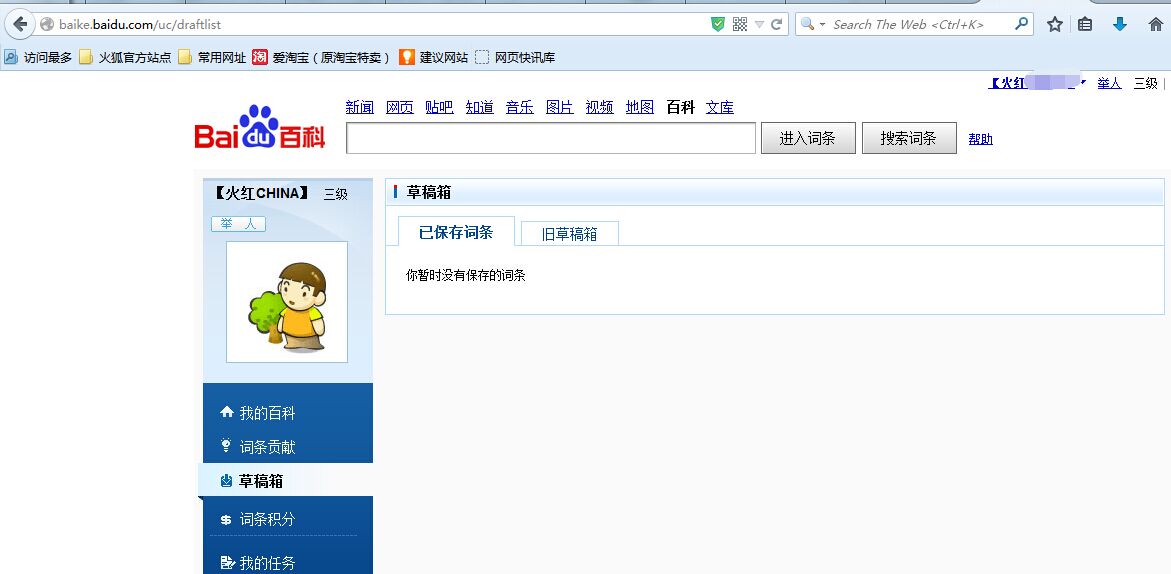 baike.baidu.com/uc/draftlist
Search The Web <Ctrl+K>
访问最多 火狐官方站点 常用网址 爱淘宝（原淘宝特卖） 建议网站 网页快讯库
【火红 举人 三级 |
新闻 网页 贴吧 知道 音乐 图片 视频 地图 百科 文库
Bai du 百科
进入词条 搜索词条 帮助
【火红CHINA】 三级
举 人
草稿箱
已保存词条 旧草稿箱
你暂时没有保存的词条
我的百科
词条贡献
草稿箱
词条积分
我的任务